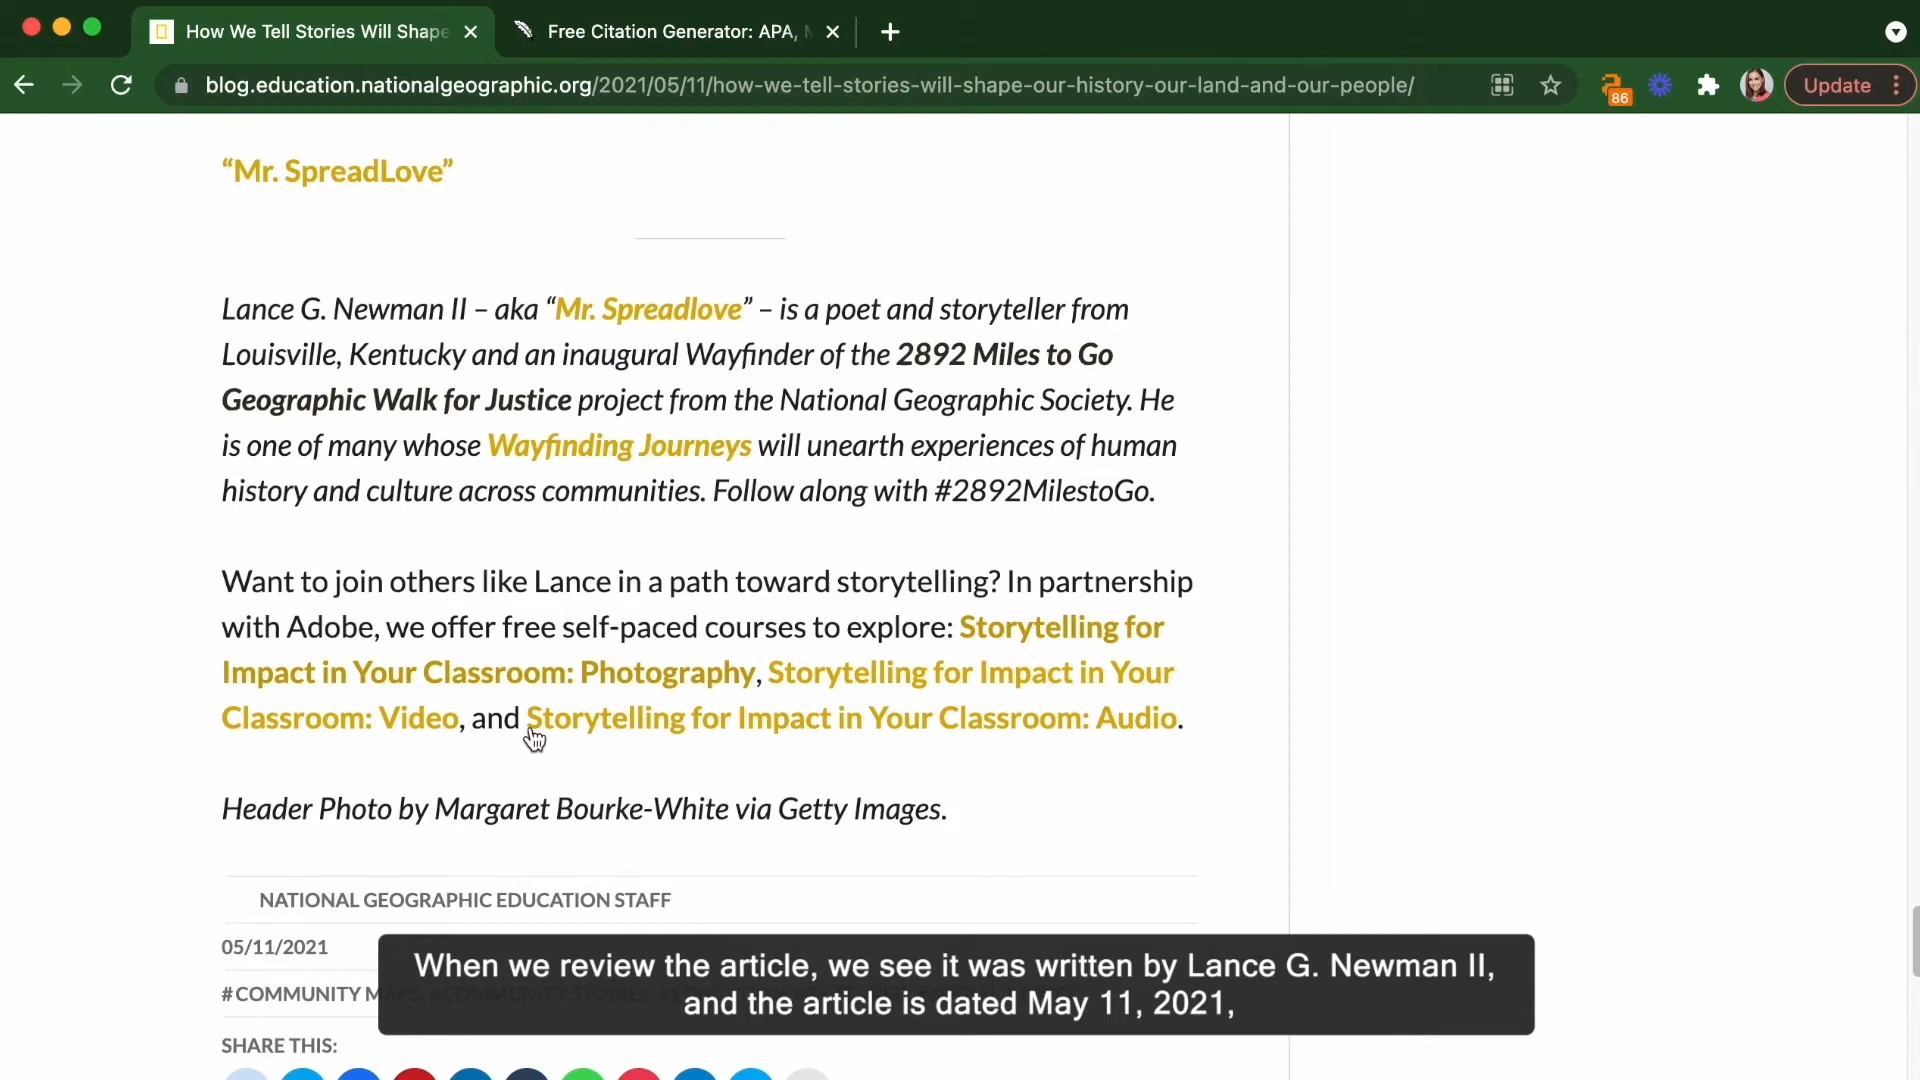 How We Tell Stories Will Shape
Free Citation Generator: APA,
blog.education.nationalgeographic.org/2021/05/11/how-we-tell-stories-will-shape-our-history-our-land-and-our-people/
86
Update
“Mr. SpreadLove”
Lance G. Newman II – aka “Mr. Spreadlove” – is a poet and storyteller from
Louisville, Kentucky and an inaugural Wayfinder of the 2892 Miles to Go
Geographic Walk for Justice project from the National Geographic Society. He
is one of many whose Wayfinding Journeys will unearth experiences of human
history and culture across communities. Follow along with #2892MilestoGo.
Want to join others like Lance in a path toward storytelling? In partnership
with Adobe, we offer free self-paced courses to explore: Storytelling for
Impact in Your Classroom: Photography, Storytelling for Impact in Your
Classroom: Video, and Storytelling for Impact in Your Classroom: Audio.
Header Photo by Margaret Bourke-White via Getty Images.
NATIONAL GEOGRAPHIC EDUCATION STAFF
05/11/2021
When we review the article, we see it was written by Lance G. Newman II,
and the article is dated May 11, 2021,
# COMMUNITY
SHARE THIS: